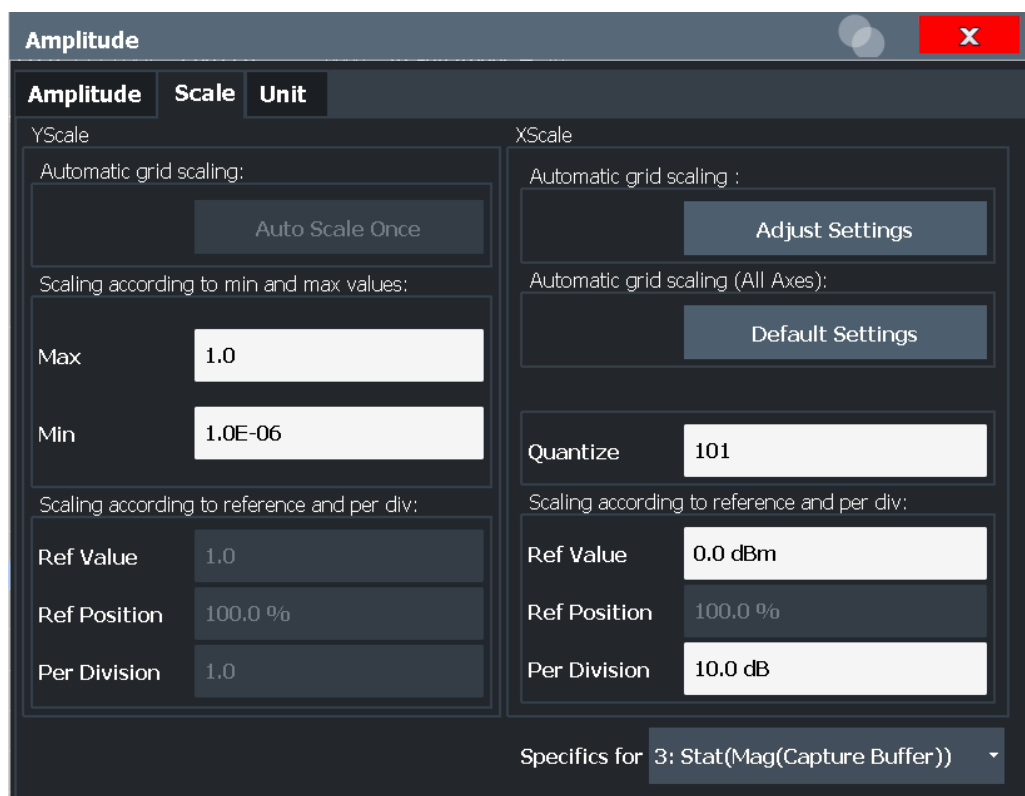 Amplitude
X
Amplitude Scale Unit
YScale
Automatic grid scaling:
Auto Scale Once
Scaling according to min and max values:
Max 1.0
Min 1.0E-06
Scaling according to reference and per div:
Ref Value 1.0
Ref Position 100.0 %
Per Division 1.0
XScale
Automatic grid scaling :
Adjust Settings
Automatic grid scaling (All Axes):
Default Settings
Quantize 101
Scaling according to reference and per div:
Ref Value 0.0 dBm
Ref Position 100.0 %
Per Division 10.0 dB
Specifics for 3: Stat(Mag(Capture Buffer))